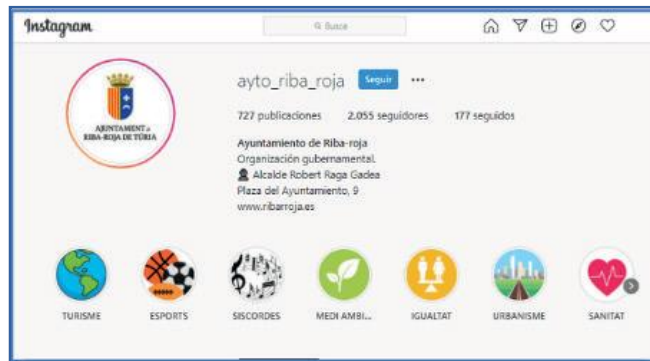 Instagram
Busca
ayto_riba_roja Seguir •••
727 publicaciones 2.055 seguidores 177 seguidos
Ayuntamiento de Riba-roja
Organización gubernamental.
Alcalde Robert Raga Gadea
Plaza del Ayuntamiento, 9
www.ribarroja.es
AJUNTAMENT de
RIBA-ROJA DE TÚRIA
TURISME ESPORTS SISCORDES MEDI AMBI... IGUALTAT URBANISME SANITAT